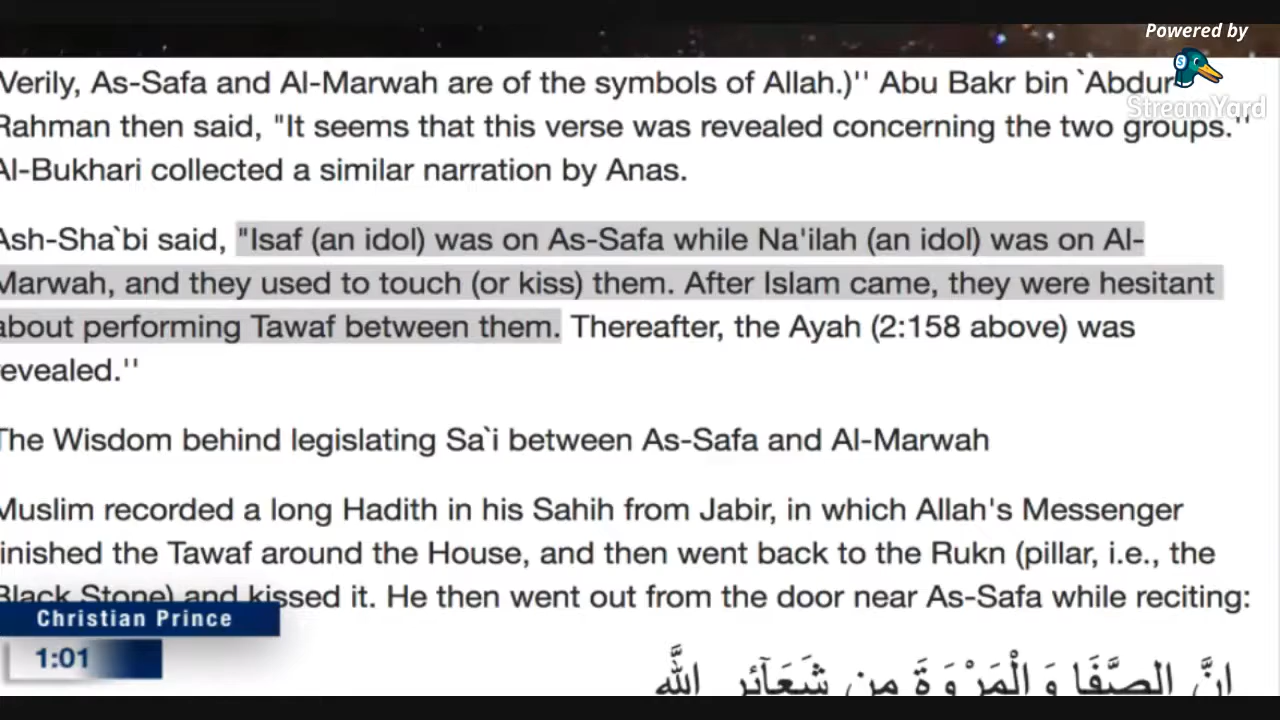 Powered by
StreamYard
Verily, As-Safa and Al-Marwah are of the symbols of Allah.)'' Abu Bakr bin `Abdur-
Rahman then said, "It seems that this verse was revealed concerning the two groups.''
Al-Bukhari collected a similar narration by Anas.
Ash-Sha`bi said, "Isaf (an idol) was on As-Safa while Na'ilah (an idol) was on Al-
Marwah, and they used to touch (or kiss) them. After Islam came, they were hesitant
about performing Tawaf between them. Thereafter, the Ayah (2:158 above) was
revealed.''
The Wisdom behind legislating Sa`i between As-Safa and Al-Marwah
Muslim recorded a long Hadith in his Sahih from Jabir, in which Allah's Messenger
finished the Tawaf around the House, and then went back to the Rukn (pillar, i.e., the
Black Stone) and kissed it. He then went out from the door near As-Safa while reciting:
إِنَّ الصَّفَا وَ الْمَرْوَةَ مِن شَعَآئِرِ اللَّهِ
Christian Prince
1:01